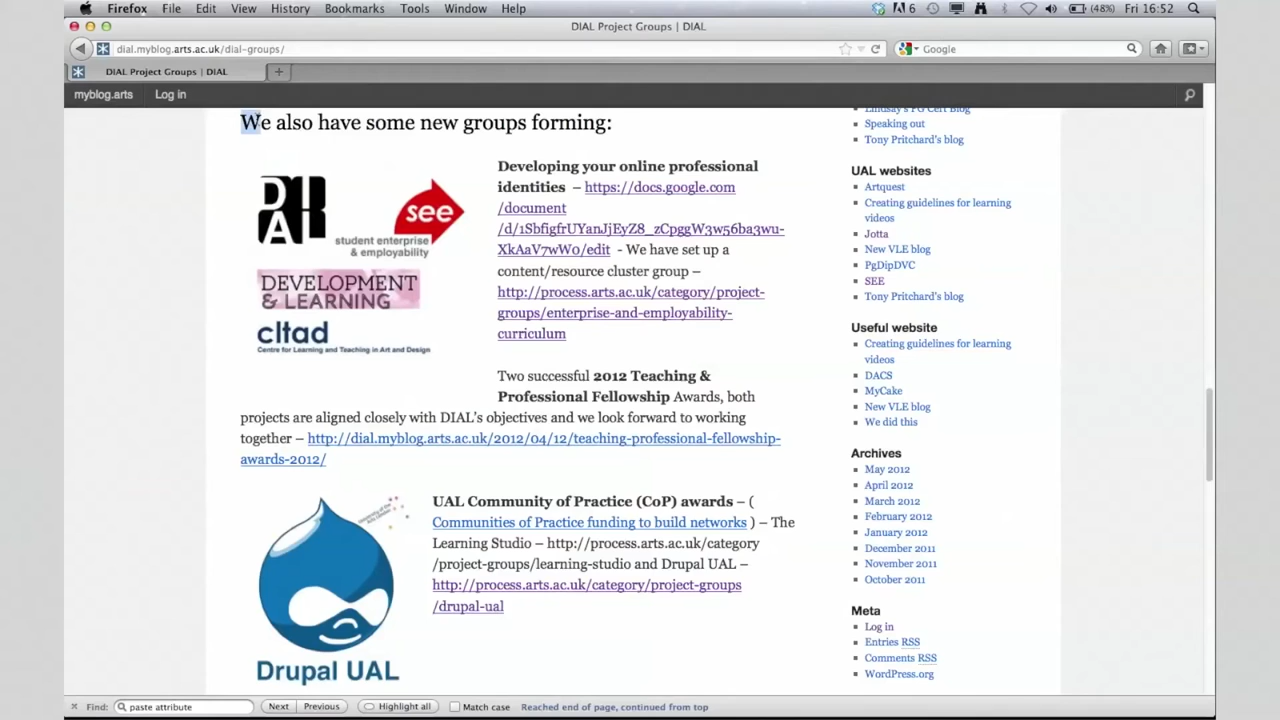 Firefox File Edit View History Bookmarks Tools Window Help
6 (48%) Fri 16:52
DIAL Project Groups | DIAL
dial.myblog.arts.ac.uk/dial-groups/
Google
DIAL Project Groups | DIAL
myblog.arts Log in
We also have some new groups forming:
DIAL
see
student enterprise
& employability
DEVELOPMENT
& LEARNING
cltad
Centre for Learning and Teaching in Art and Design
Developing your online professional
identities – https://docs.google.com
/document
/d/1SbfigfrUYanJjEyZ8_zCpggW3w56ba3wu-
XkAaV7wW0/edit - We have set up a
content/resource cluster group –
http://process.arts.ac.uk/category/project-
groups/enterprise-and-employability-
curriculum
Two successful 2012 Teaching &
Professional Fellowship Awards, both
projects are aligned closely with DIAL's objectives and we look forward to working
together – http://dial.myblog.arts.ac.uk/2012/04/12/teaching-professional-fellowship-
awards-2012/
Drupal UAL
UAL Community of Practice (CoP) awards – (
Communities of Practice funding to build networks ) – The
Learning Studio – http://process.arts.ac.uk/category
/project-groups/learning-studio and Drupal UAL –
http://process.arts.ac.uk/category/project-groups
/drupal-ual
Lindsay's PG Cert Blog
Speaking out
Tony Pritchard's blog
UAL websites
Artquest
Creating guidelines for learning
videos
Jotta
New VLE blog
PgDipDVC
SEE
Tony Pritchard's blog
Useful website
Creating guidelines for learning
videos
DACS
MyCake
New VLE blog
We did this
Archives
May 2012
April 2012
March 2012
February 2012
January 2012
December 2011
November 2011
October 2011
Meta
Log in
Entries RSS
Comments RSS
WordPress.org
Find: paste attribute Next Previous Highlight all Match case Reached end of page, continued from top